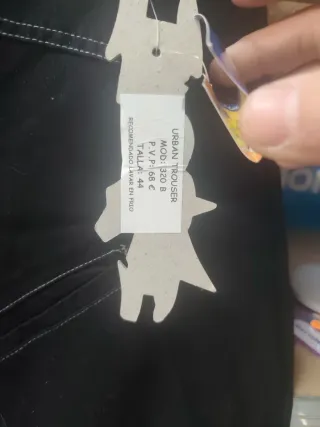 URBAN TROUSER
MOD: 320 B
P.V.P: 68 €
TALLA: 44
RECOMENDADO LAVAR EN FRIO